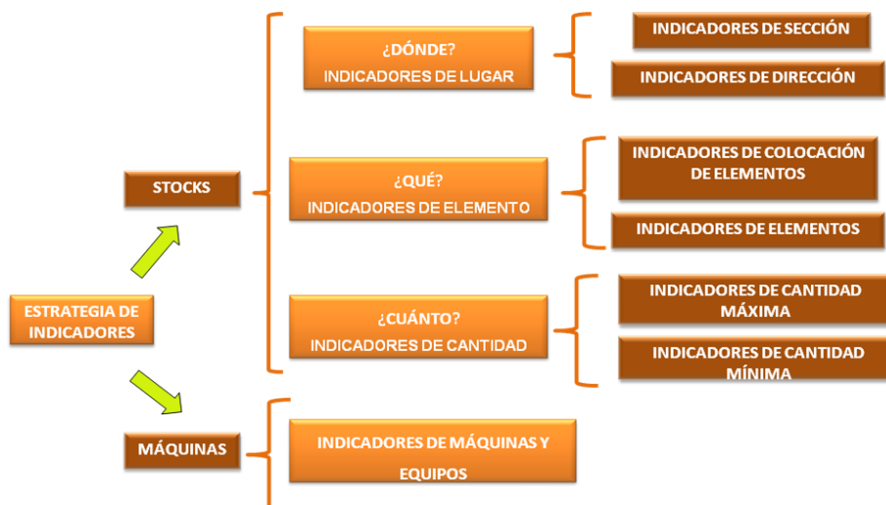 ESTRATEGIA DE
INDICADORES
STOCKS
¿DÓNDE?
INDICADORES DE LUGAR
INDICADORES DE SECCIÓN
INDICADORES DE DIRECCIÓN
¿QUÉ?
INDICADORES DE ELEMENTO
INDICADORES DE COLOCACIÓN
DE ELEMENTOS
INDICADORES DE ELEMENTOS
¿CUÁNTO?
INDICADORES DE CANTIDAD
INDICADORES DE CANTIDAD
MÁXIMA
INDICADORES DE CANTIDAD
MÍNIMA
MÁQUINAS
INDICADORES DE MÁQUINAS Y
EQUIPOS